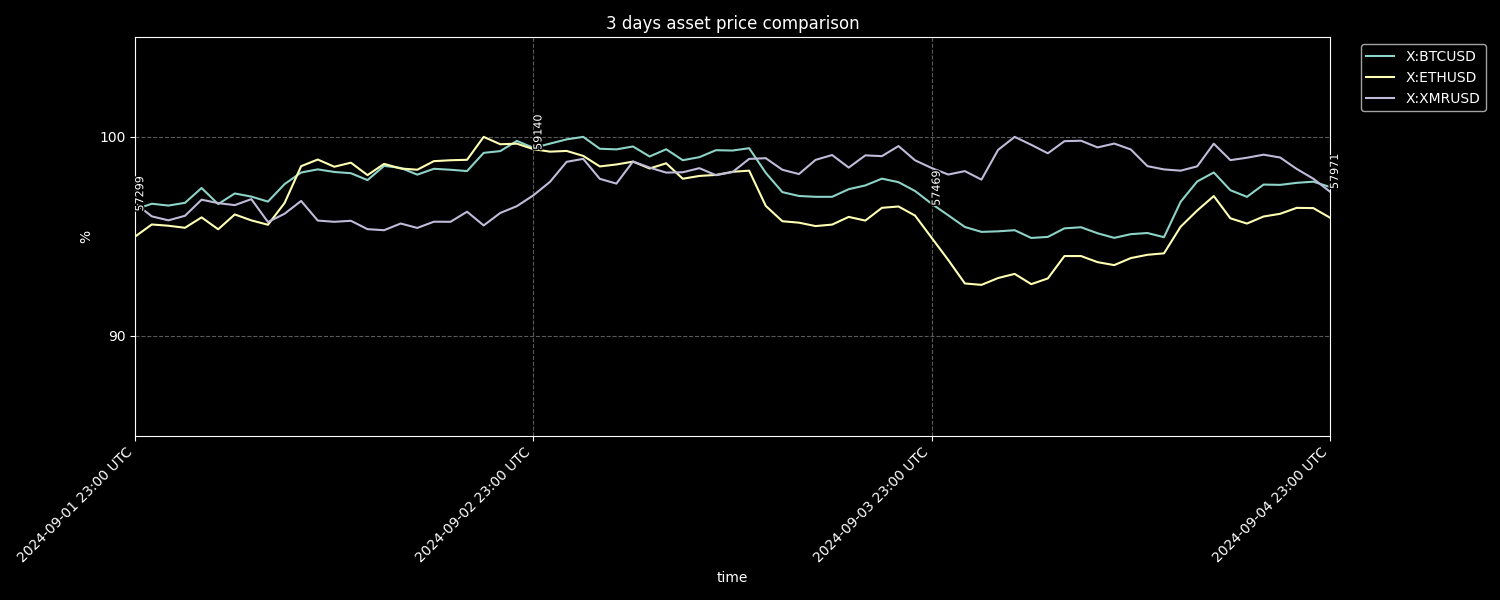 3 days asset price comparison
X:BTCUSD
X:ETHUSD
X:XMRUSD
100
90
%
57299
59140
57469
57971
2024-09-01 23:00 UTC
2024-09-02 23:00 UTC
2024-09-03 23:00 UTC
2024-09-04 23:00 UTC
time